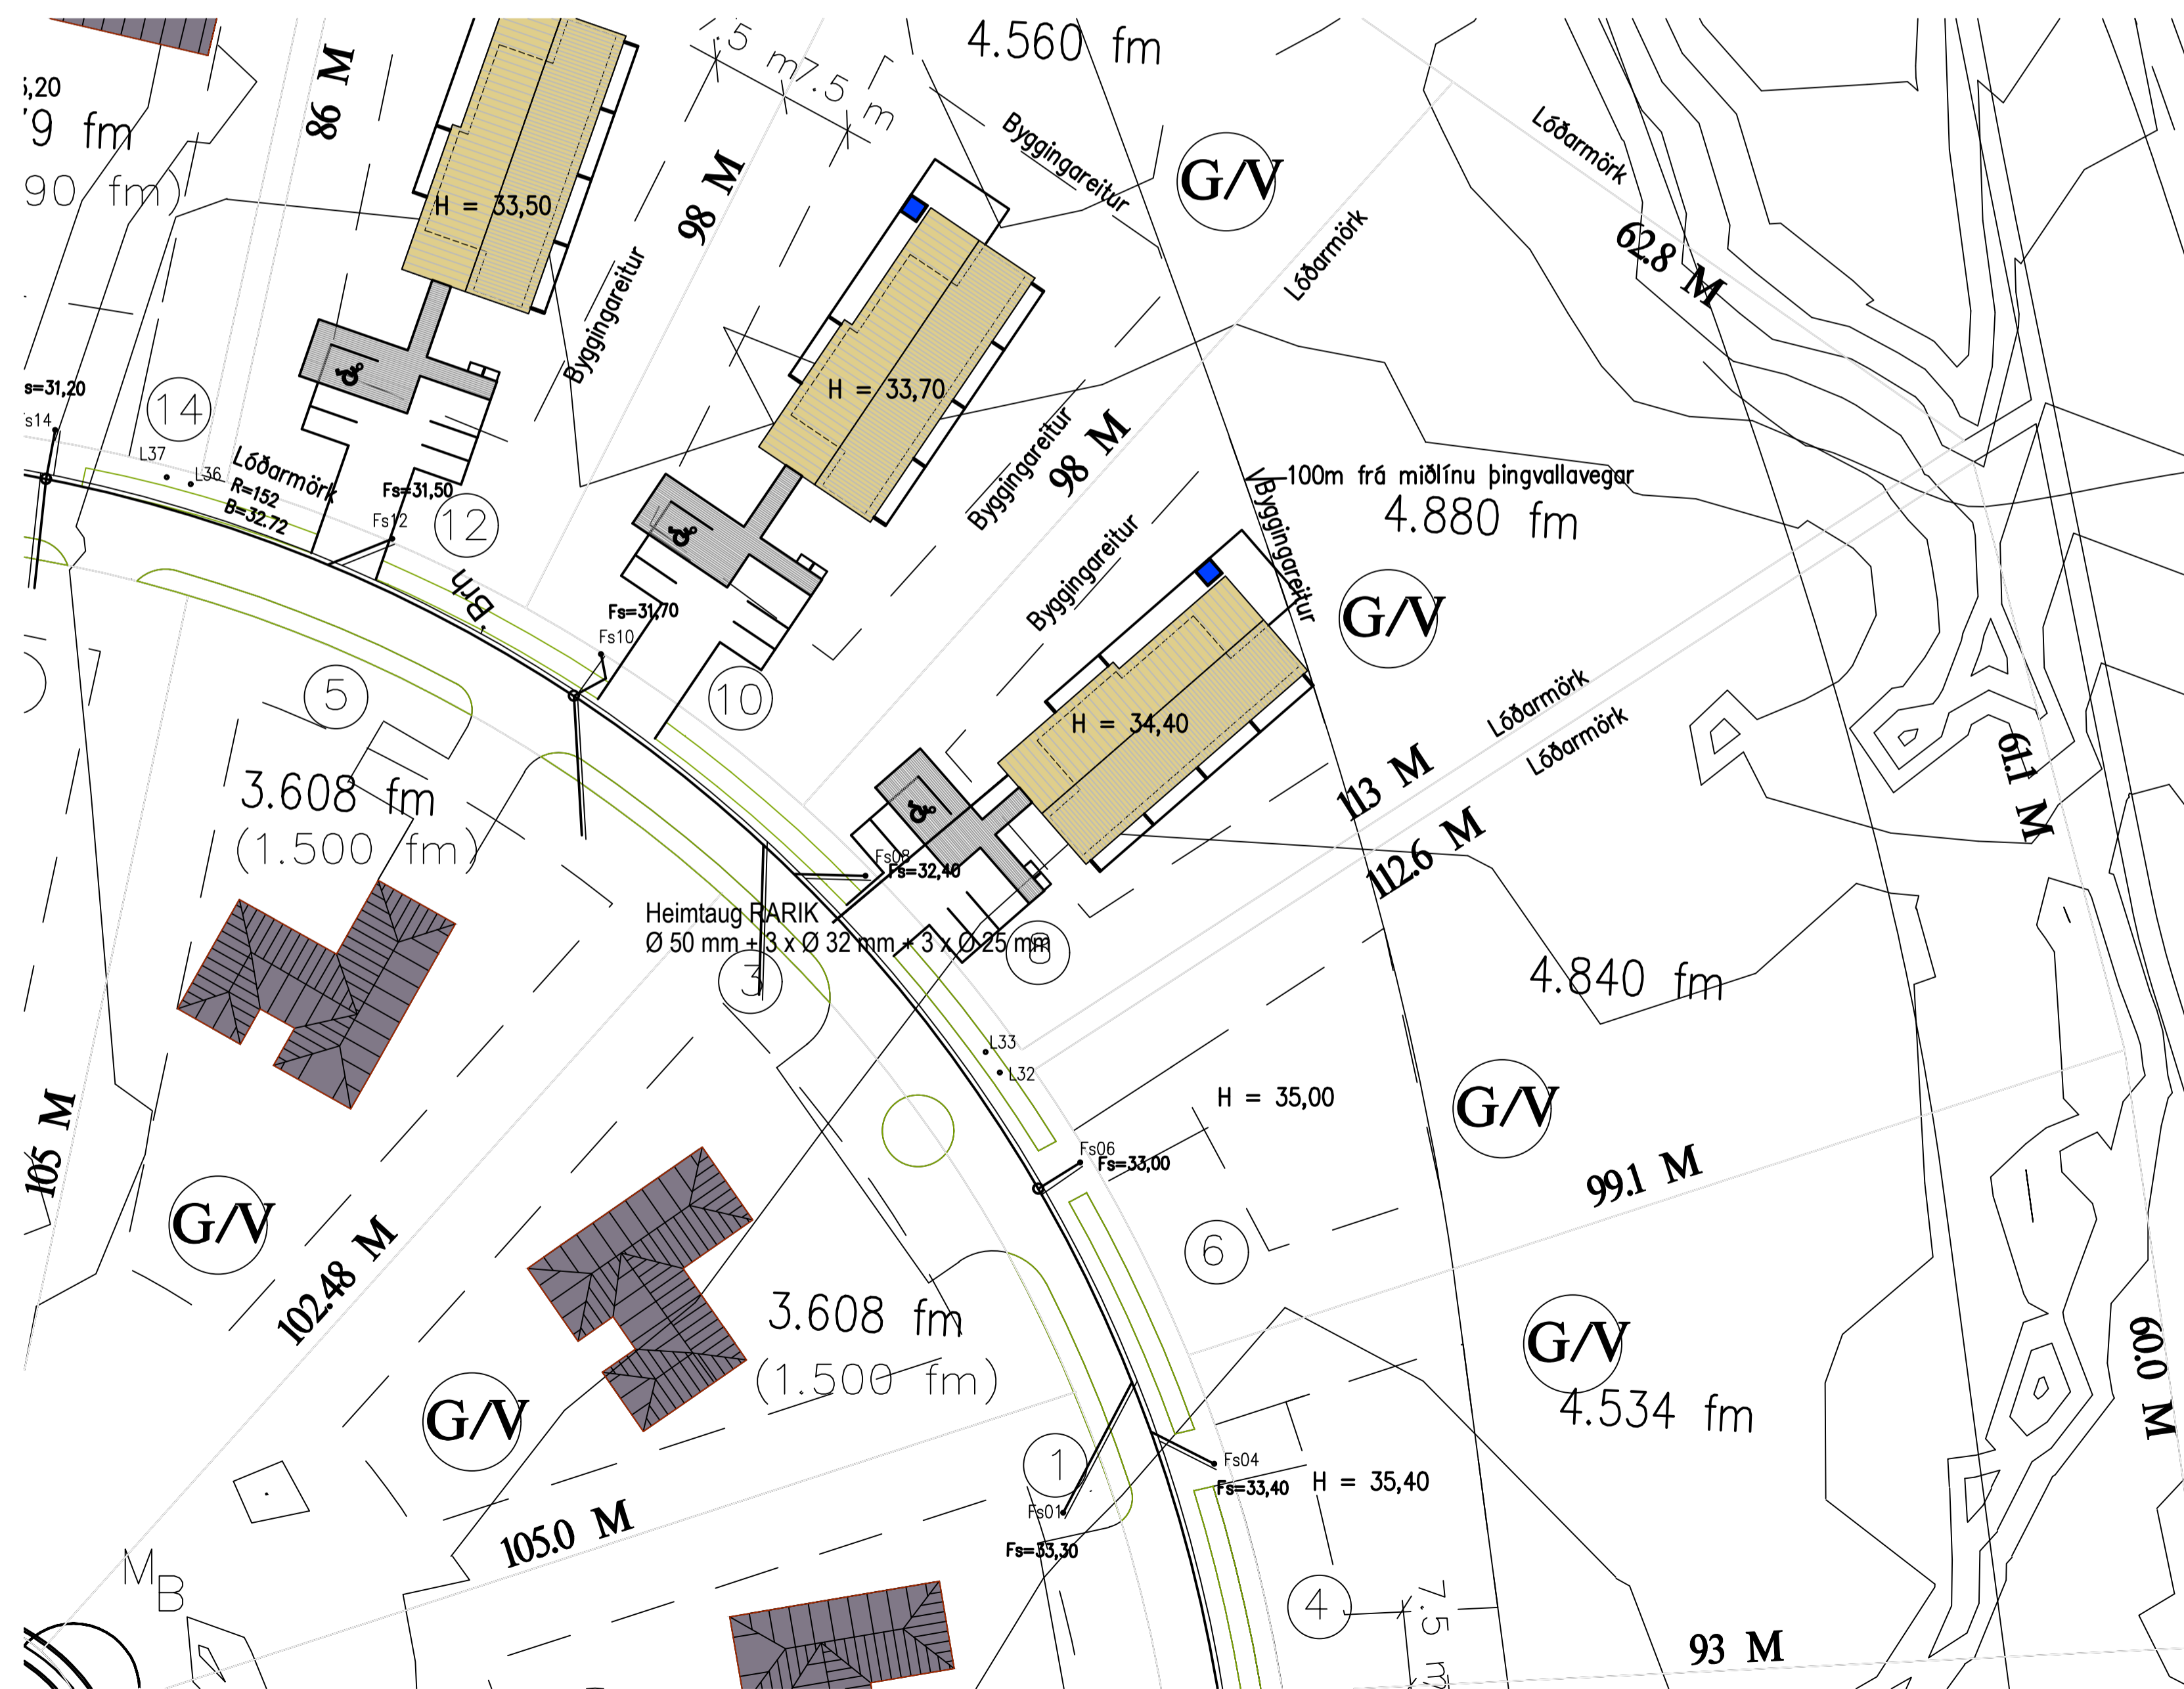 4.560 fm
7.5 m
7.5 m
86 M
5,20
79 fm
90 fm)
Byggingareitur
G/V
Lóðarmörk
98 M
H = 33,50
Lóðarmörk
62.8 M
Byggingareitur
s=31,20
s14
14
H = 33,70
Byggingareitur
98 M
L37
L36
Lóðarmörk
R=152
B=32.72
Fs=31,50
Fs12
12
100m frá miðlínu þingvallavegar
4.880 fm
Byggingareitur
Byggingareitur
Brh.
Fs=31,70
Fs10
G/V
5
10
Lóðarmörk
Lóðarmörk
H = 34,40
3.608 fm
(1.500 fm)
113 M
61.1 M
112.6 M
Fs08
Fs=32,40
Heimtaug RARIK
Ø 50 mm + 3 x Ø 32 mm + 3 x Ø 25 mm
8
3
4.840 fm
L33
L32
105 M
H = 35,00
G/V
Fs06
Fs=33,00
99.1 M
G/V
6
102.48 M
3.608 fm
(1.500 fm)
G/V
60.0 M
G/V
4.534 fm
1
Fs04
Fs=33,40
H = 35,40
Fs01
Fs=33,30
105.0 M
MB
4
7.5 m
93 M